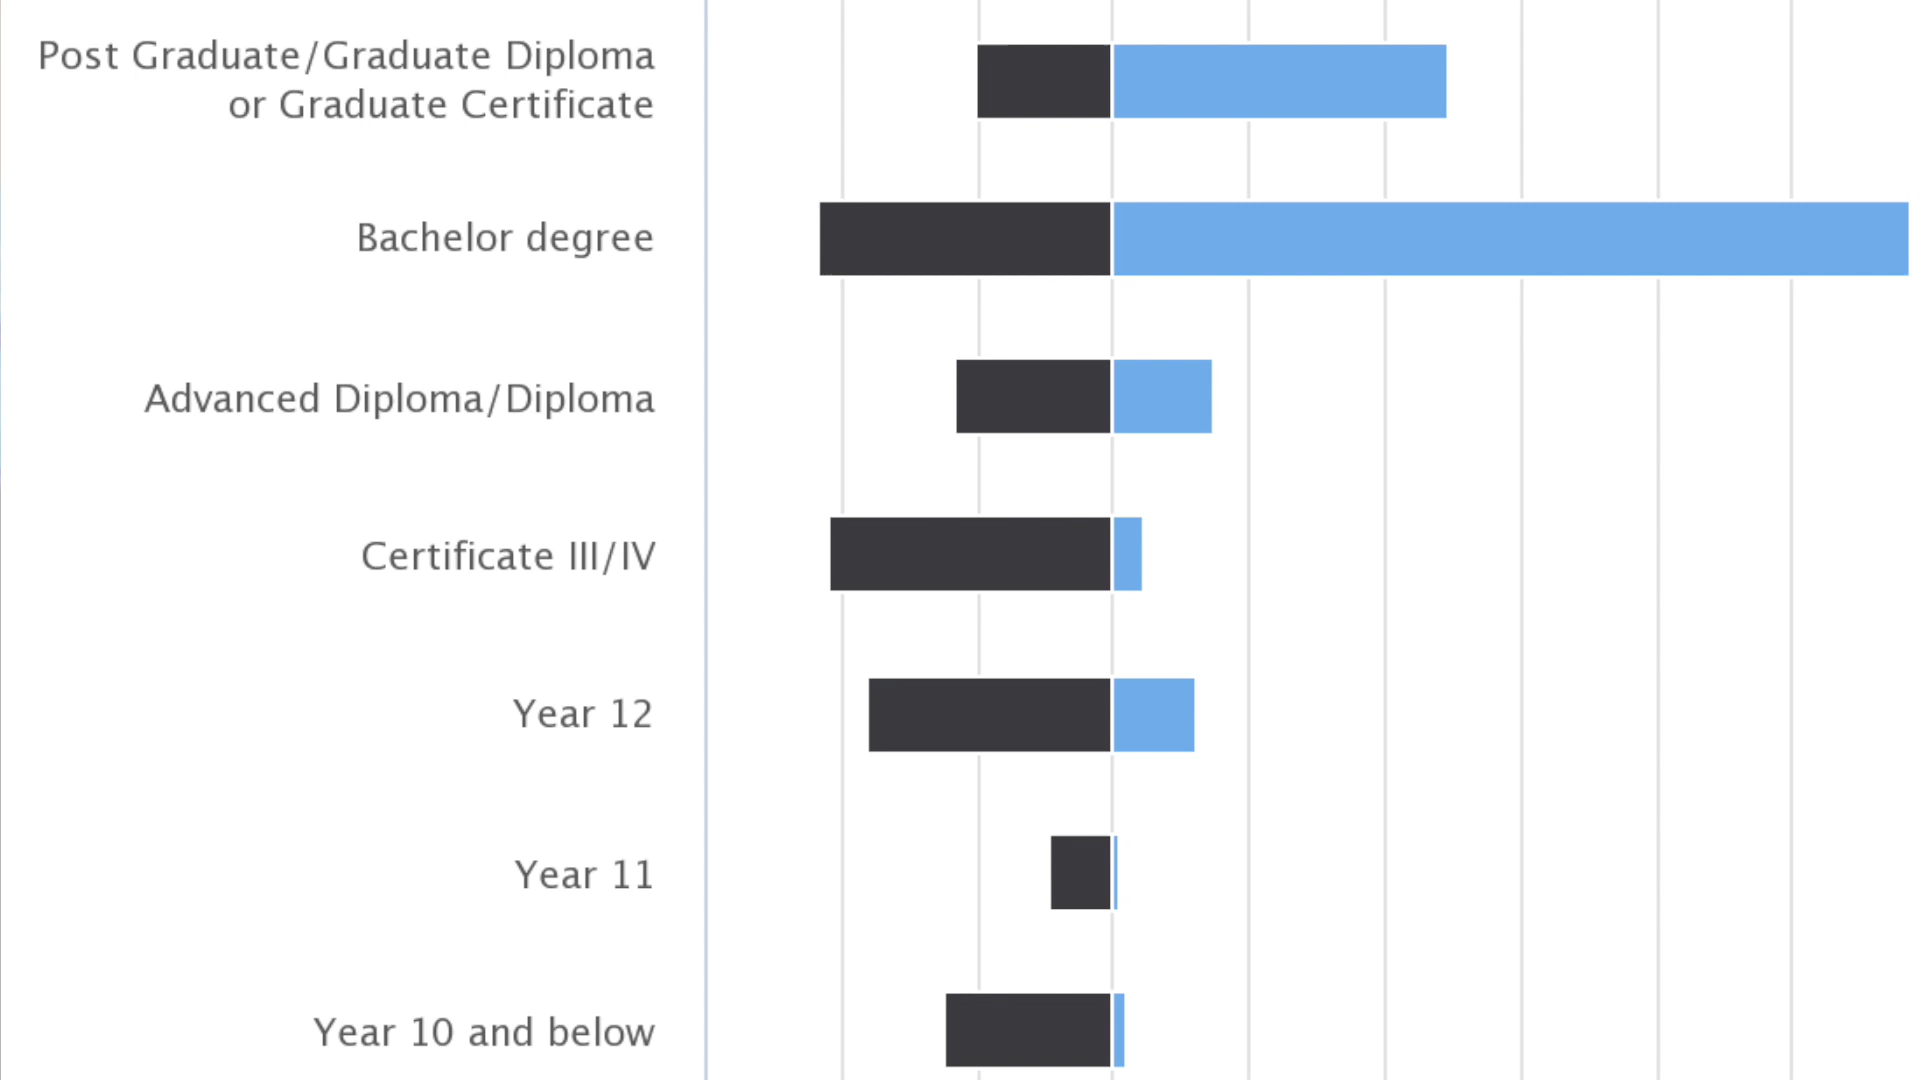 Post Graduate/Graduate Diploma
or Graduate Certificate
Bachelor degree
Advanced Diploma/Diploma
Certificate III/IV
Year 12
Year 11
Year 10 and below